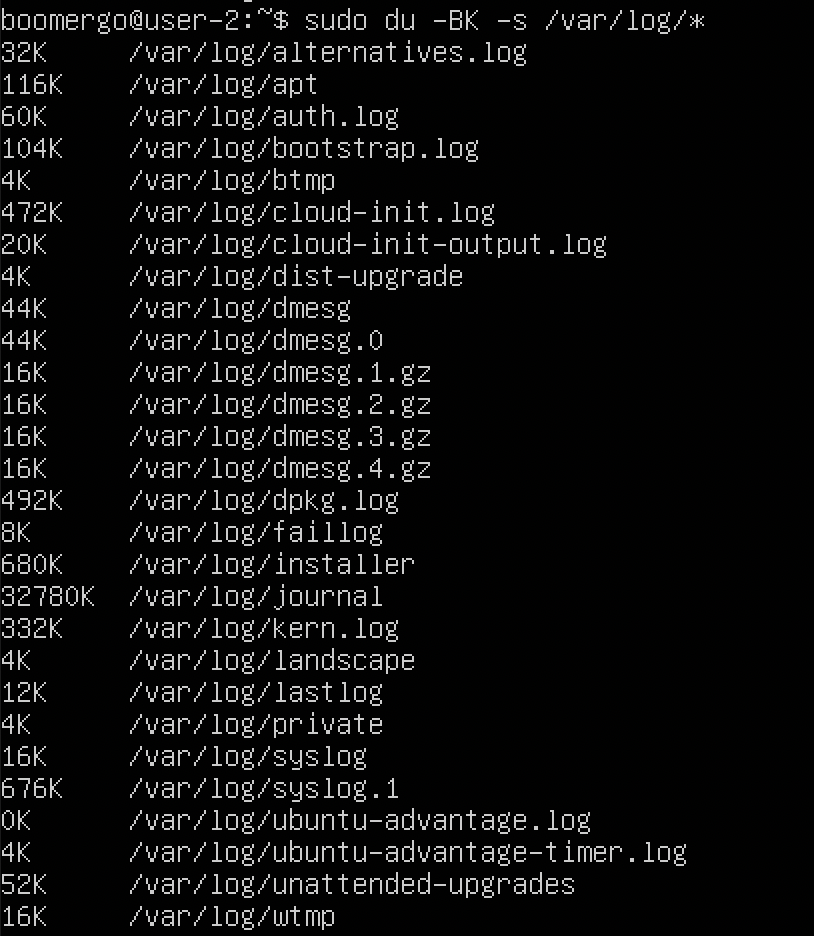 boomergo@user-2:~$ sudo du -BK -s /var/log/*
32K     /var/log/alternatives.log
116K    /var/log/apt
60K     /var/log/auth.log
104K    /var/log/bootstrap.log
4K      /var/log/btmp
472K    /var/log/cloud-init.log
20K     /var/log/cloud-init-output.log
4K      /var/log/dist-upgrade
44K     /var/log/dmesg
44K     /var/log/dmesg.0
16K     /var/log/dmesg.1.gz
16K     /var/log/dmesg.2.gz
16K     /var/log/dmesg.3.gz
16K     /var/log/dmesg.4.gz
492K    /var/log/dpkg.log
8K      /var/log/faillog
680K    /var/log/installer
32780K  /var/log/journal
332K    /var/log/kern.log
4K      /var/log/landscape
12K     /var/log/lastlog
4K      /var/log/private
16K     /var/log/syslog
676K    /var/log/syslog.1
0K      /var/log/ubuntu-advantage.log
4K      /var/log/ubuntu-advantage-timer.log
52K     /var/log/unattended-upgrades
16K     /var/log/wtmp